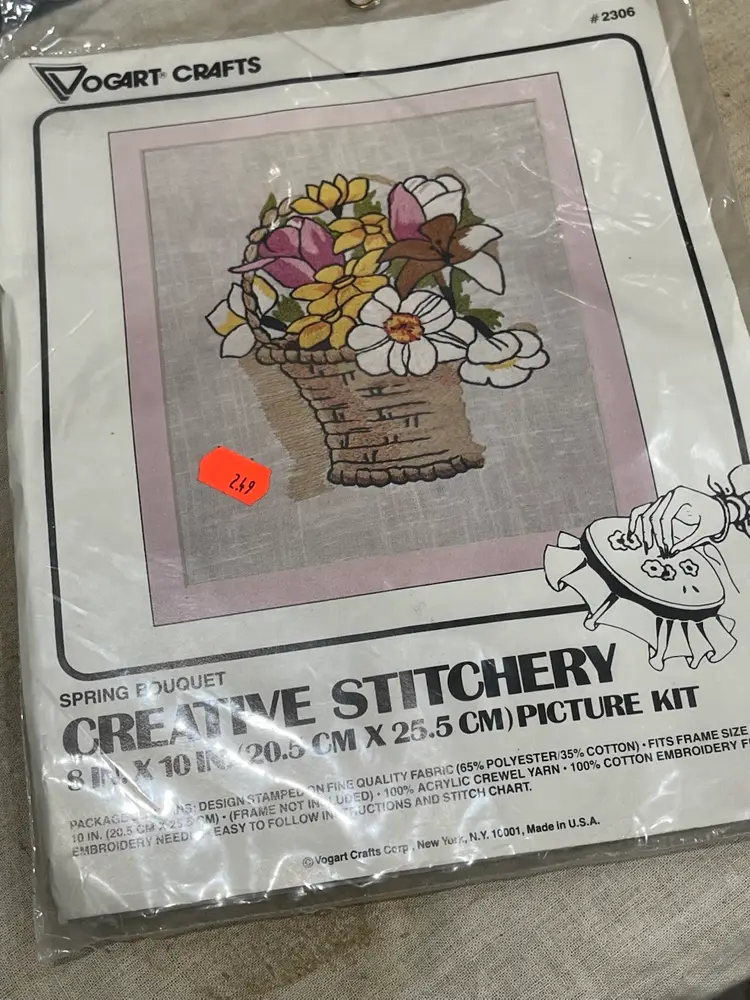 #2306
VOGART® CRAFTS
2.49
SPRING BOUQUET
CREATIVE STITCHERY
8 IN. X 10 IN. (20.5 CM X 25.5 CM) PICTURE KIT
PACKAGE DESIGN STAMPED ON FINE QUALITY FABRIC (65% POLYESTER/35% COTTON) • FITS FRAME SIZE
10 IN. (20.5 CM X 25.5 CM) • (FRAME NOT INCLUDED) • 100% ACRYLIC CREWEL YARN • 100% COTTON EMBROIDERY
EMBROIDERY NEEDLE EASY TO FOLLOW INSTRUCTIONS AND STITCH CHART.
© Vogart Crafts Corp., New York, N.Y. 10001, Made in U.S.A.